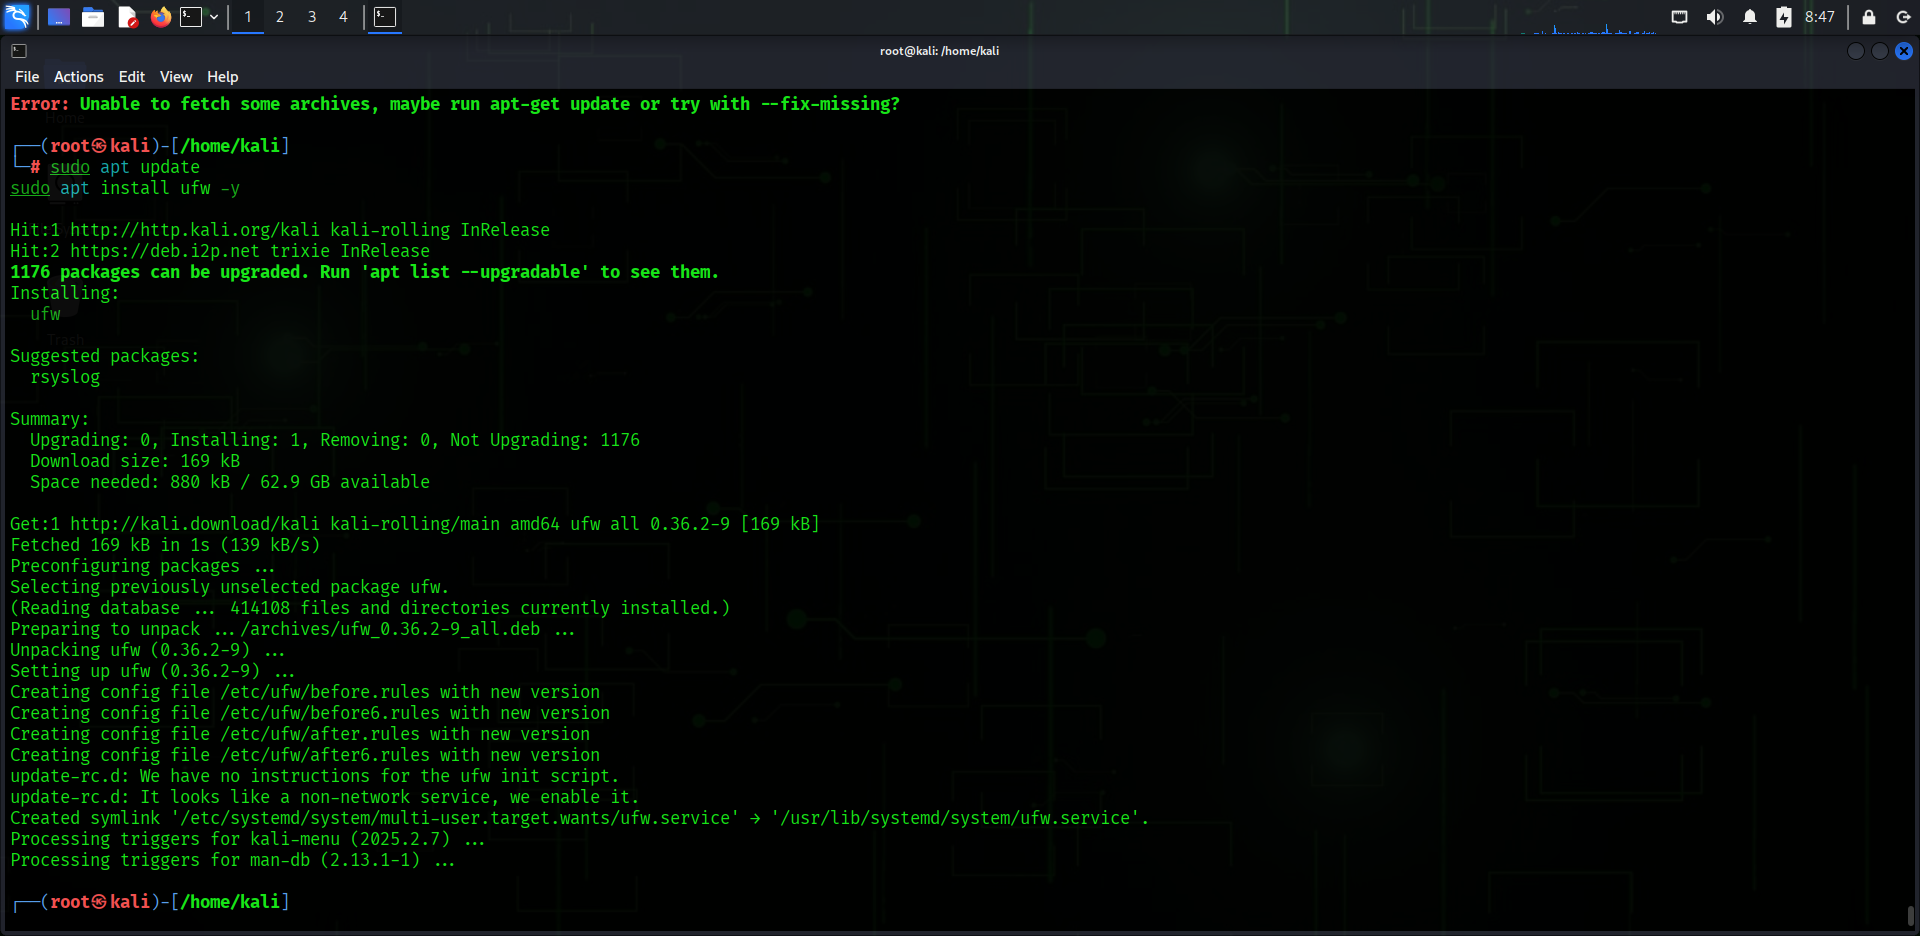 1 2 3 4 8:47
root@kali: /home/kali
File Actions Edit View Help
Error: Unable to fetch some archives, maybe run apt-get update or try with --fix-missing?
Home
┌──(root㉿kali)-[/home/kali]
└─# sudo apt update
sudo apt install ufw -y
Hit:1 http://http.kali.org/kali kali-rolling InRelease
Hit:2 https://deb.i2p.net trixie InRelease
1176 packages can be upgraded. Run 'apt list --upgradable' to see them.
Installing:
  ufw
Trash
Suggested packages:
  rsyslog
Summary:
  Upgrading: 0, Installing: 1, Removing: 0, Not Upgrading: 1176
  Download size: 169 kB
  Space needed: 880 kB / 62.9 GB available
Get:1 http://kali.download/kali kali-rolling/main amd64 ufw all 0.36.2-9 [169 kB]
Fetched 169 kB in 1s (139 kB/s)
Preconfiguring packages ...
Selecting previously unselected package ufw.
(Reading database ... 414108 files and directories currently installed.)
Preparing to unpack .../archives/ufw_0.36.2-9_all.deb ...
Unpacking ufw (0.36.2-9) ...
Setting up ufw (0.36.2-9) ...
Creating config file /etc/ufw/before.rules with new version
Creating config file /etc/ufw/before6.rules with new version
Creating config file /etc/ufw/after.rules with new version
Creating config file /etc/ufw/after6.rules with new version
update-rc.d: We have no instructions for the ufw init script.
update-rc.d: It looks like a non-network service, we enable it.
Created symlink '/etc/systemd/system/multi-user.target.wants/ufw.service' → '/usr/lib/systemd/system/ufw.service'.
Processing triggers for kali-menu (2025.2.7) ...
Processing triggers for man-db (2.13.1-1) ...
┌──(root㉿kali)-[/home/kali]